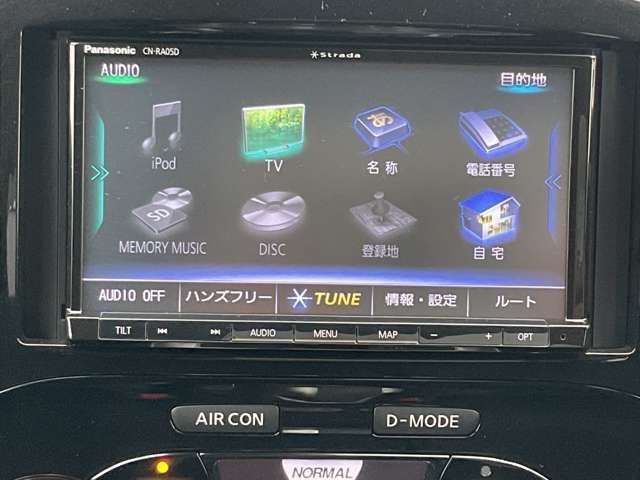 Panasonic CN-RA05D
Strada
AUDIO
目的地
iPod
TV
名称
電話番号
SD
MEMORY MUSIC
DISC
登録地
自宅
AUDIO OFF
ハンズフリー
TUNE
情報・設定
ルート
TILT
AUDIO
MENU
MAP
−
+
OPT
AIR CON
D-MODE
NORMAL